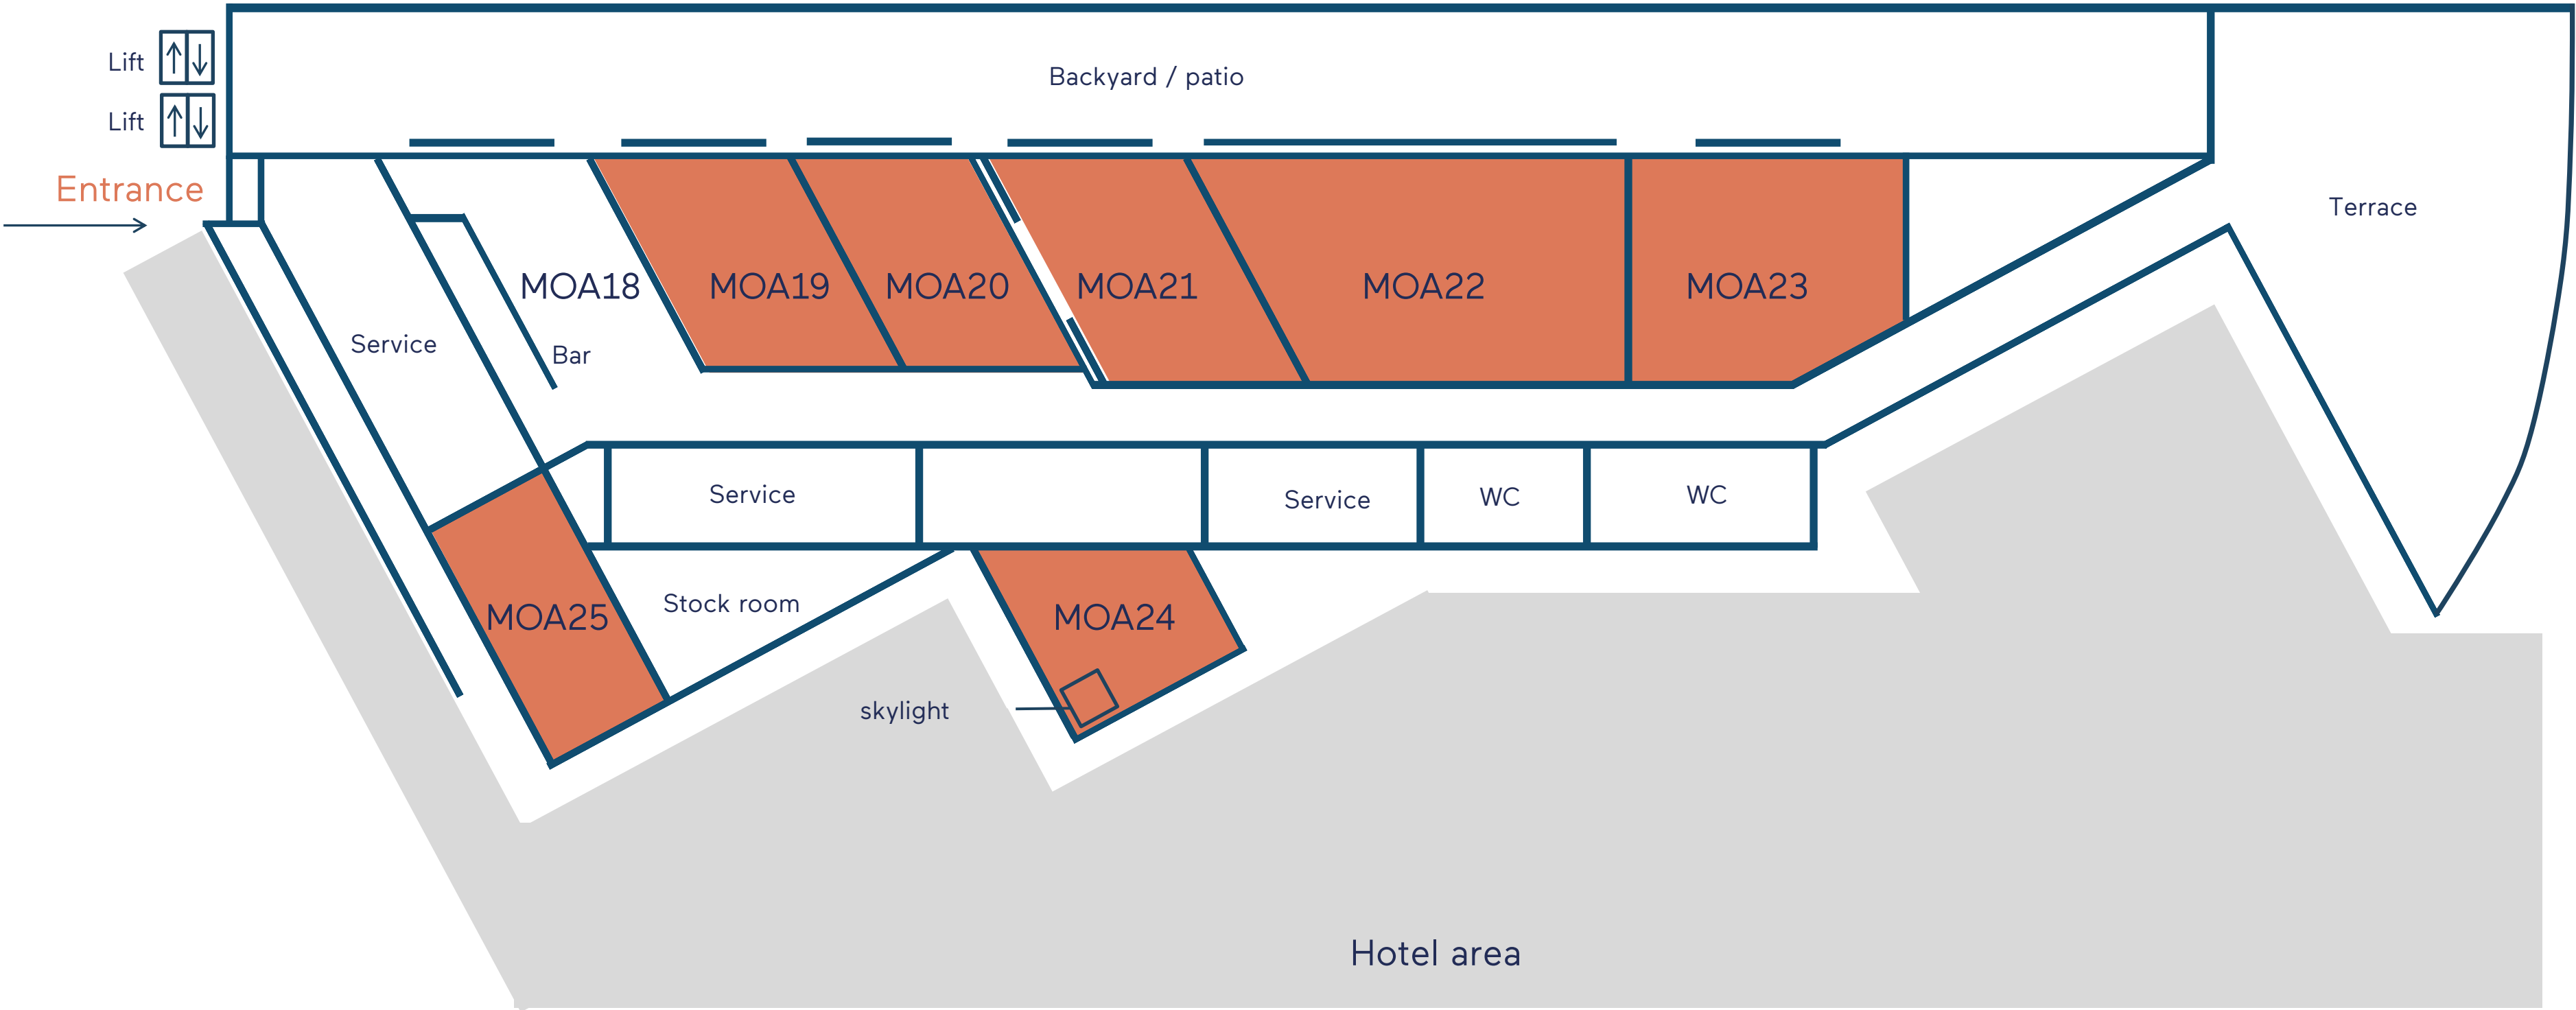 Lift
Backyard / patio
Lift
Entrance
Terrace
MOA18
MOA19
MOA20
MOA21
MOA22
MOA23
Service
Bar
Service
Service
WC
WC
MOA25
Stock room
MOA24
skylight
Hotel area